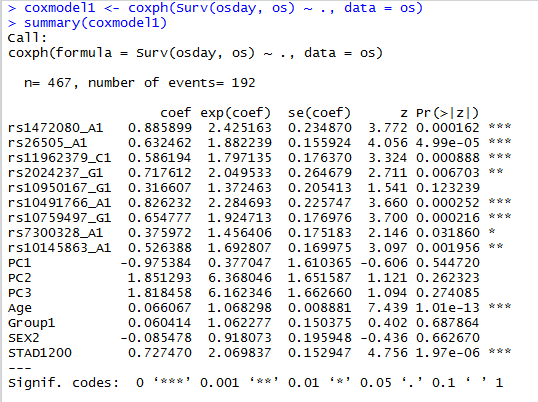 > coxmodel1 <- coxph(Surv(osday, os) ~ ., data = os)
> summary(coxmodel1)
Call:
coxph(formula = Surv(osday, os) ~ ., data = os)
n= 467, number of events= 192
coef exp(coef) se(coef) z Pr(>|z|)
rs1472080_A1 0.885899 2.425163 0.234870 3.772 0.000162 ***
rs26505_A1 0.632462 1.882239 0.155924 4.056 4.99e-05 ***
rs11962379_C1 0.586194 1.797135 0.176370 3.324 0.000888 ***
rs2024237_G1 0.717612 2.049533 0.264679 2.711 0.006703 **
rs10950167_G1 0.316607 1.372463 0.205413 1.541 0.123239
rs10491766_A1 0.826232 2.284693 0.225747 3.660 0.000252 ***
rs10759497_G1 0.654777 1.924713 0.176976 3.700 0.000216 ***
rs7300328_A1 0.375972 1.456406 0.175183 2.146 0.031860 *
rs10145863_A1 0.526388 1.692807 0.169975 3.097 0.001956 **
PC1 -0.975384 0.377047 1.610365 -0.606 0.544720
PC2 1.851293 6.368046 1.651587 1.121 0.262323
PC3 1.818458 6.162346 1.662660 1.094 0.274085
Age 0.066067 1.068298 0.008881 7.439 1.01e-13 ***
Group1 0.060414 1.062277 0.150375 0.402 0.687864
SEX2 -0.085478 0.918073 0.195948 -0.436 0.662670
STAD1200 0.727470 2.069837 0.152947 4.756 1.97e-06 ***
---
Signif. codes: 0 ‘***’ 0.001 ‘**’ 0.01 ‘*’ 0.05 ‘.’ 0.1 ‘ ’ 1